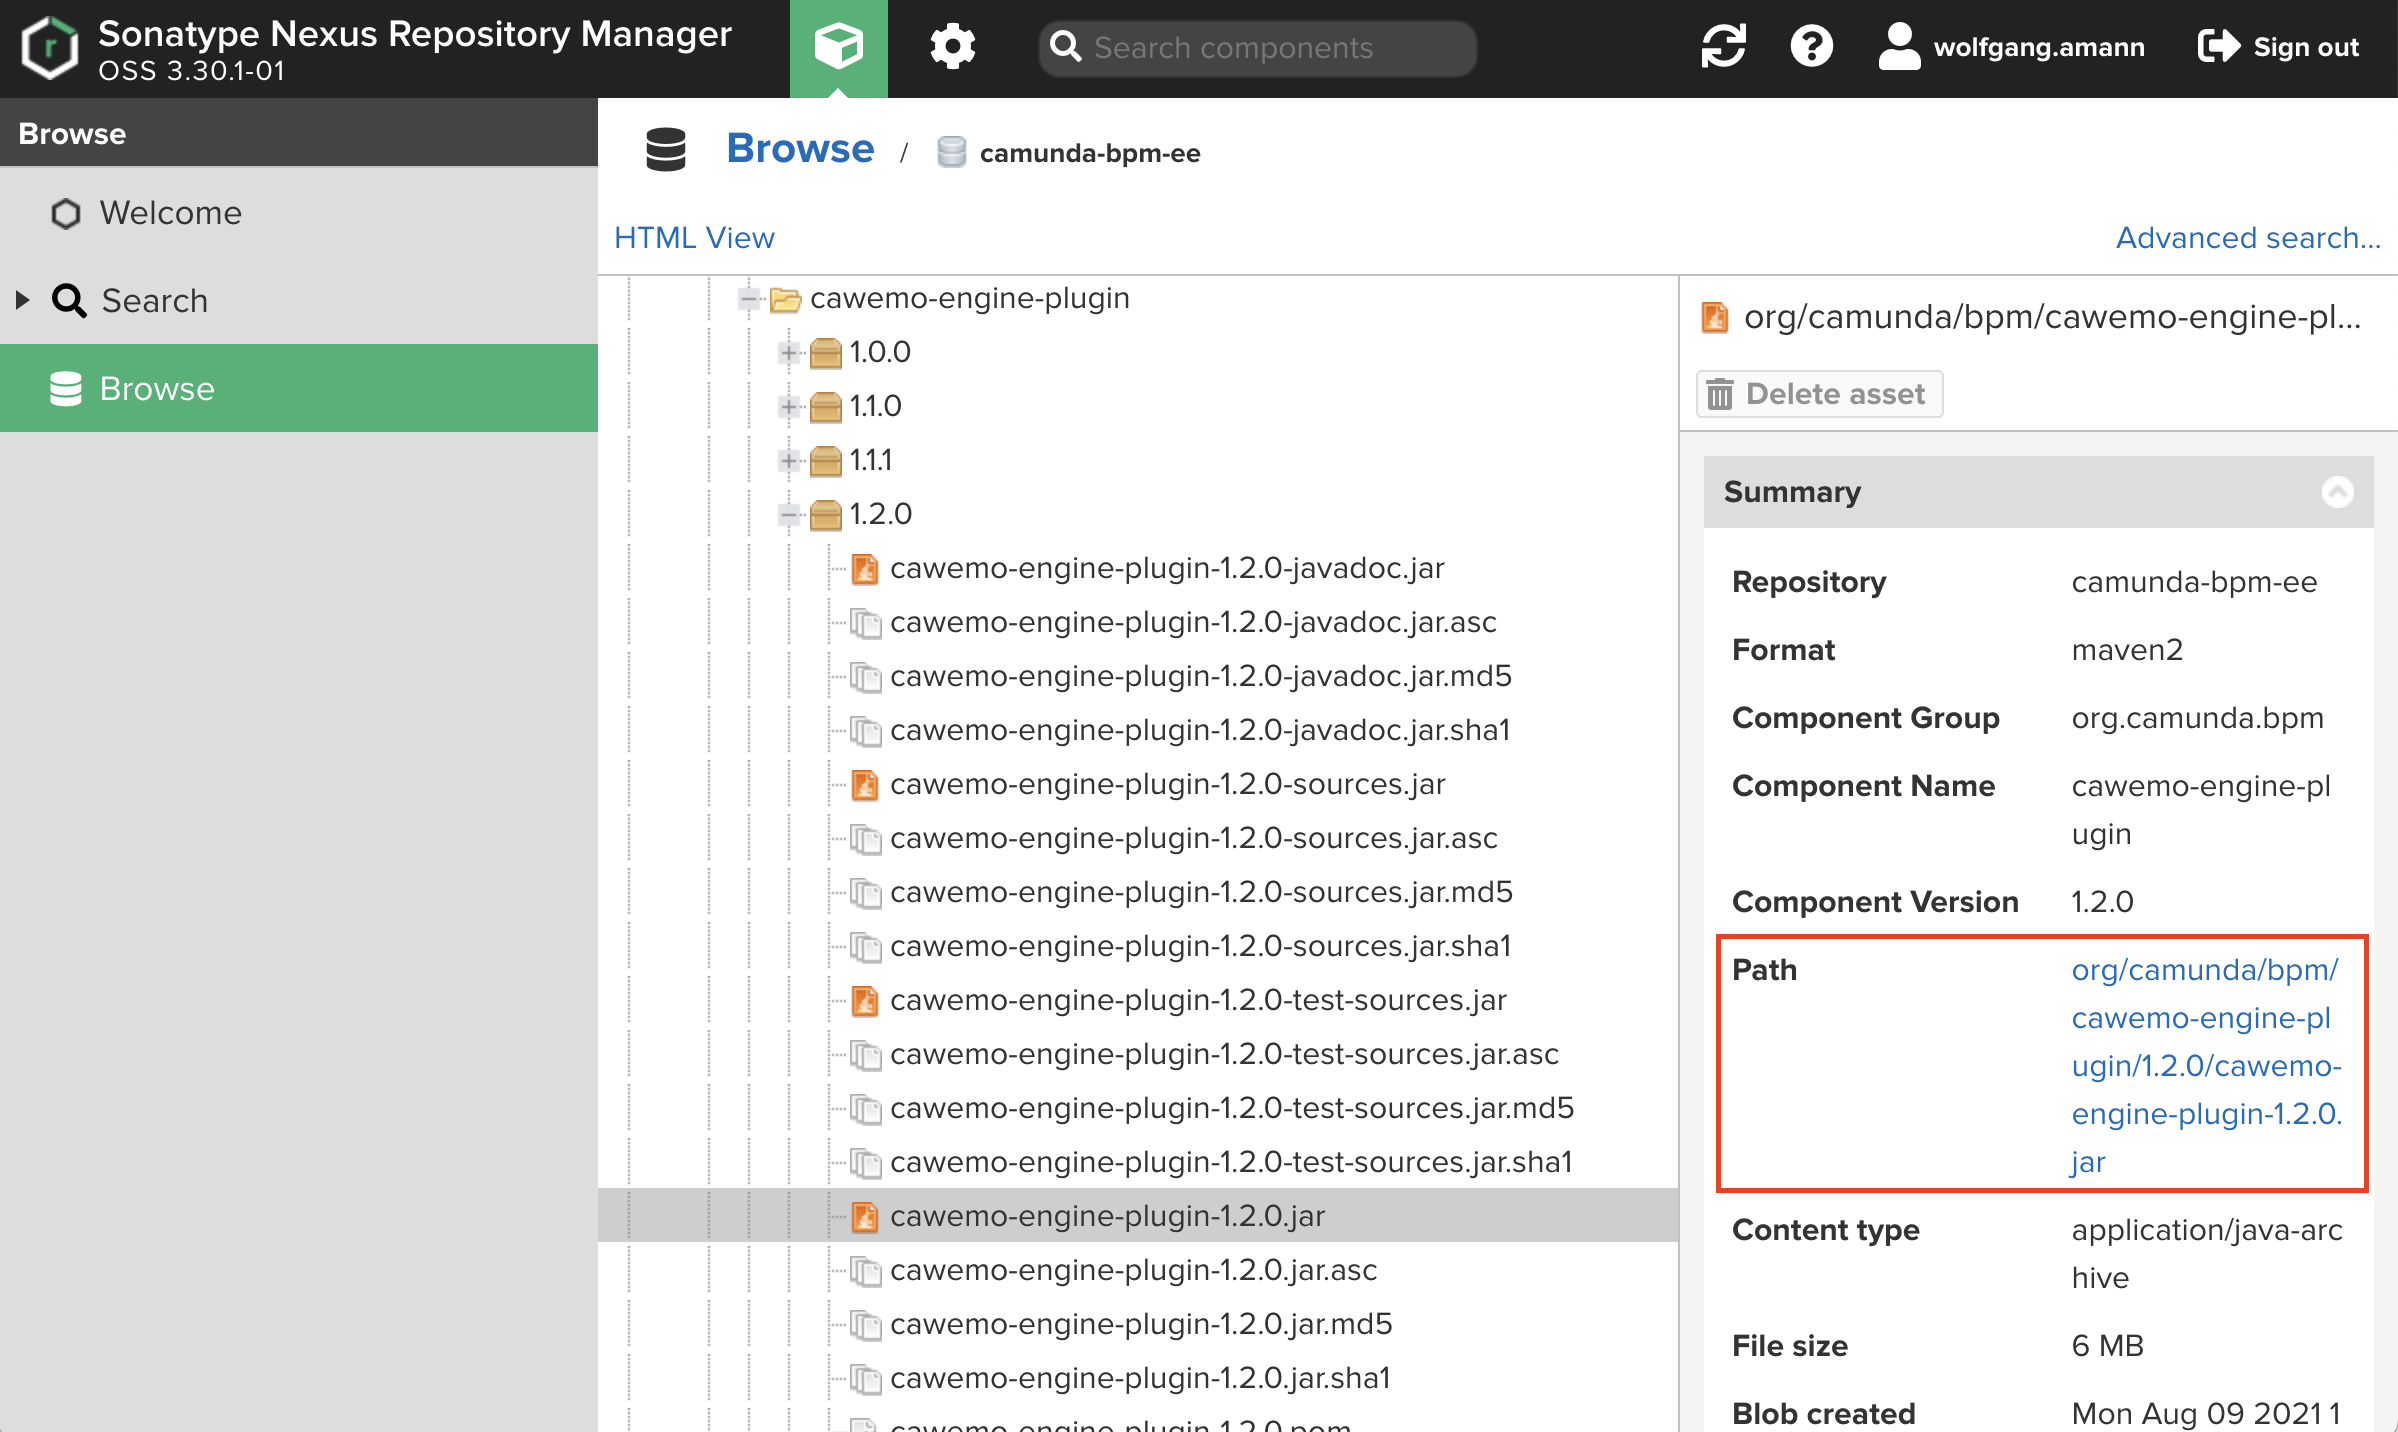 Sonatype Nexus Repository Manager
OSS 3.30.1-01
Search components
wolfgang.amann
Sign out
Browse
Welcome
Search
Browse
Browse / camunda-bpm-ee
HTML View
Advanced search...
cawemo-engine-plugin
1.0.0
1.1.0
1.1.1
1.2.0
cawemo-engine-plugin-1.2.0-javadoc.jar
cawemo-engine-plugin-1.2.0-javadoc.jar.asc
cawemo-engine-plugin-1.2.0-javadoc.jar.md5
cawemo-engine-plugin-1.2.0-javadoc.jar.sha1
cawemo-engine-plugin-1.2.0-sources.jar
cawemo-engine-plugin-1.2.0-sources.jar.asc
cawemo-engine-plugin-1.2.0-sources.jar.md5
cawemo-engine-plugin-1.2.0-sources.jar.sha1
cawemo-engine-plugin-1.2.0-test-sources.jar
cawemo-engine-plugin-1.2.0-test-sources.jar.asc
cawemo-engine-plugin-1.2.0-test-sources.jar.md5
cawemo-engine-plugin-1.2.0-test-sources.jar.sha1
cawemo-engine-plugin-1.2.0.jar
cawemo-engine-plugin-1.2.0.jar.asc
cawemo-engine-plugin-1.2.0.jar.md5
cawemo-engine-plugin-1.2.0.jar.sha1
cawemo-engine-plugin-1.2.0.pom
org/camunda/bpm/cawemo-engine-pl...
Delete asset
Summary
Repository camunda-bpm-ee
Format maven2
Component Group org.camunda.bpm
Component Name cawemo-engine-pl
ugin
Component Version 1.2.0
Path org/camunda/bpm/
cawemo-engine-pl
ugin/1.2.0/cawemo-
engine-plugin-1.2.0.
jar
Content type application/java-arc
hive
File size 6 MB
Blob created Mon Aug 09 2021 1